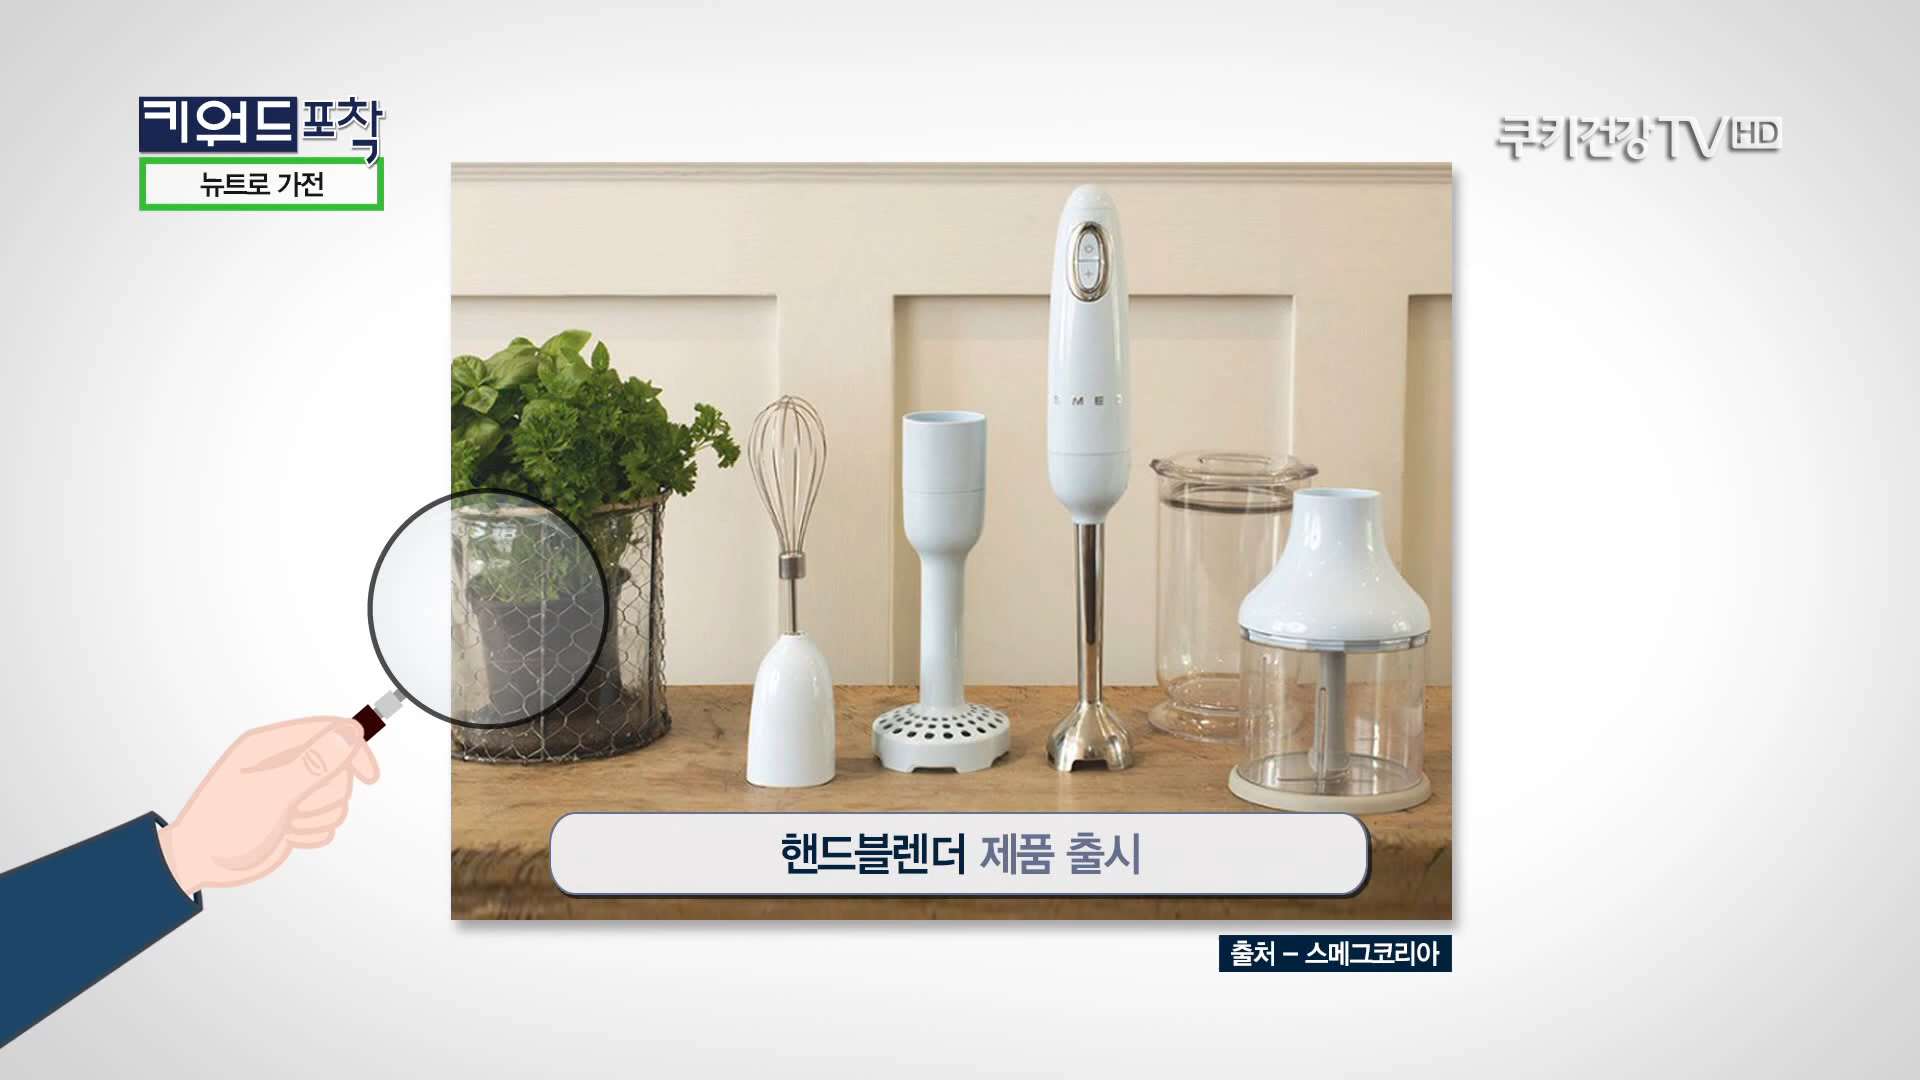 키워드포착
뉴트로 가전
쿠키건강TV HD
SMEG
핸드블렌더 제품 출시
출처 - 스메그코리아